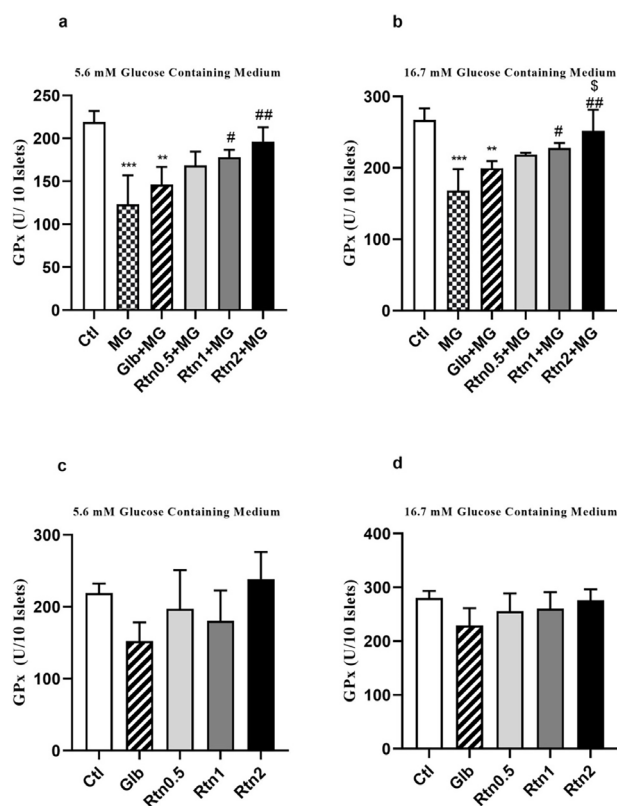 a
5.6 mM Glucose Containing Medium
GPx (U/ 10 Islets)
250
200
150
100
50
0
***
**
#
##
Ctl
MG
Glb+MG
Rtn0.5+MG
Rtn1+MG
Rtn2+MG
b
16.7 mM Glucose Containing Medium
GPx (U/ 10 Islets)
300
200
100
0
***
**
#
$
##
Ctl
MG
Glb+MG
Rtn0.5+MG
Rtn1+MG
Rtn2+MG
c
5.6 mM Glucose Containing Medium
GPx (U/10 Islets)
300
200
100
0
Ctl
Glb
Rtn0.5
Rtn1
Rtn2
d
16.7 mM Glucose Containing Medium
GPx (U/10 Islets)
400
300
200
100
0
Ctl
Glb
Rtn0.5
Rtn1
Rtn2